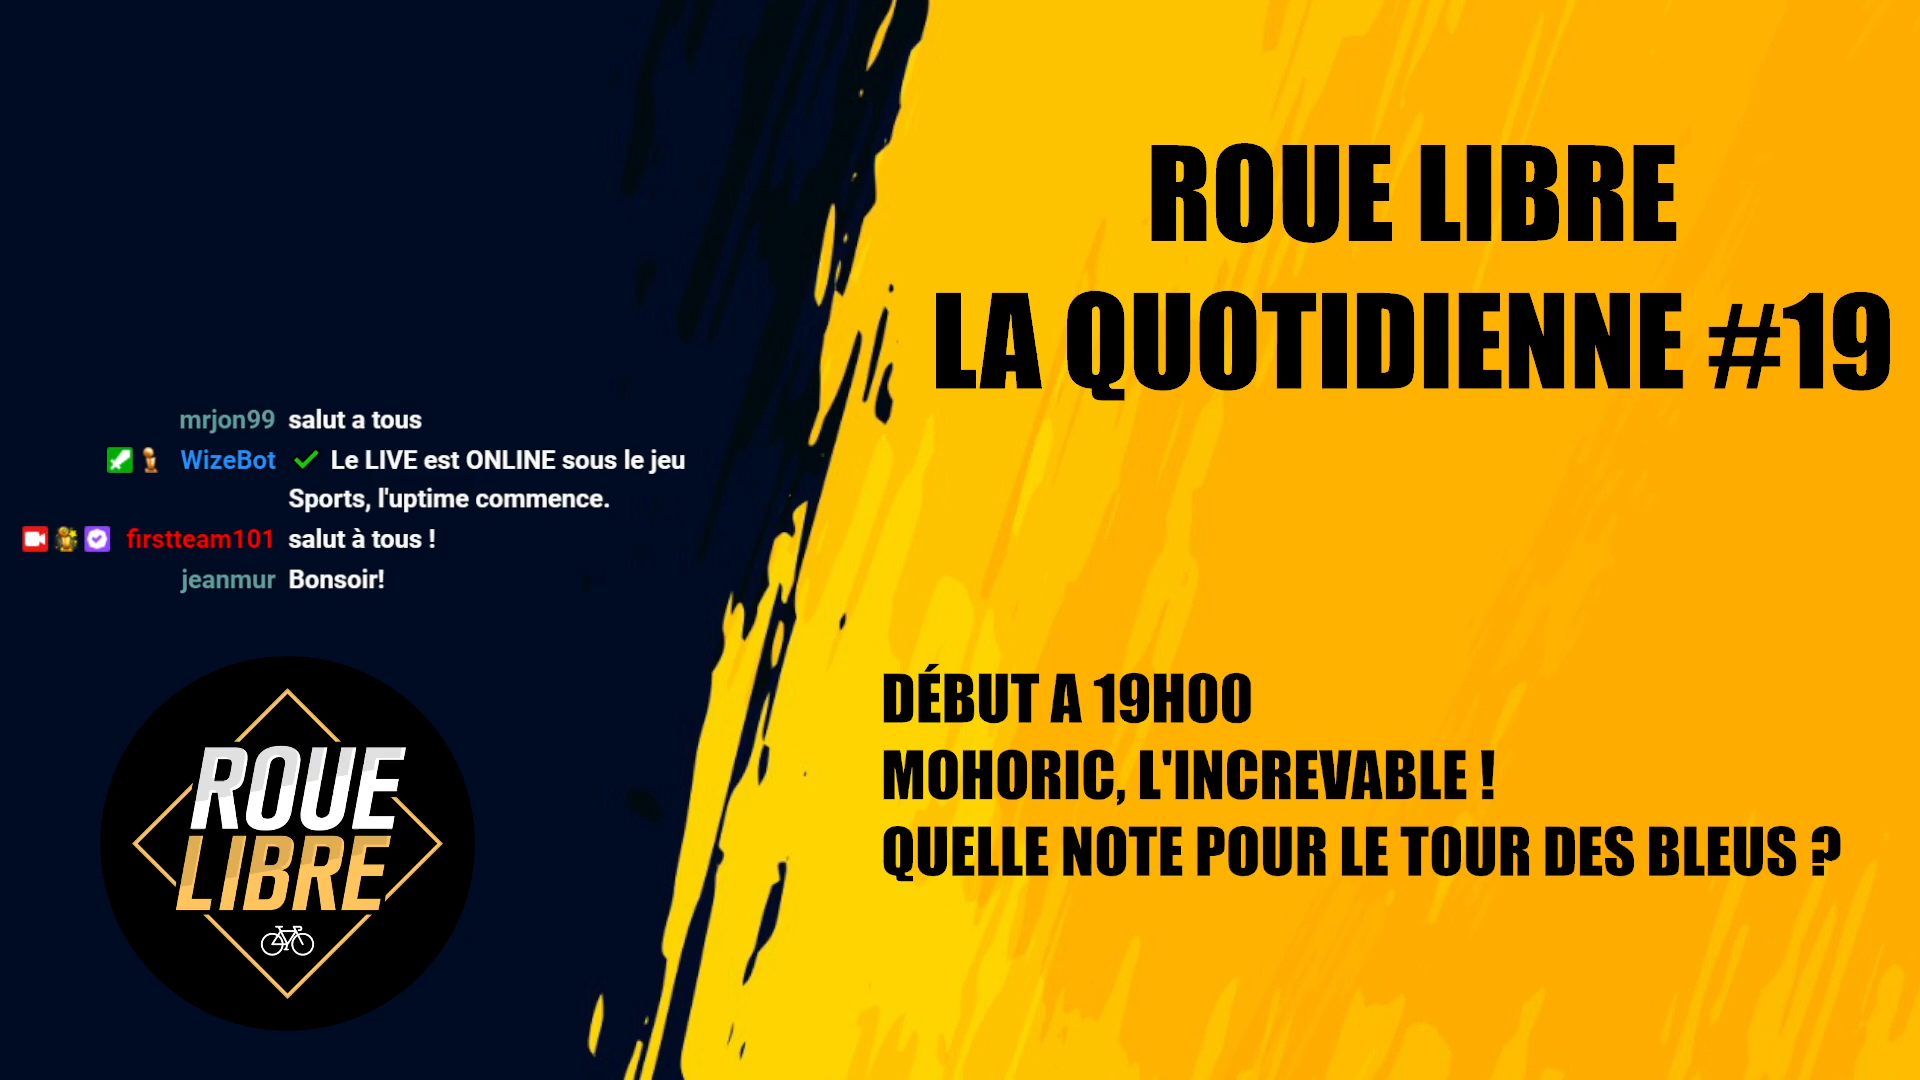 ROUE LIBRE
LA QUOTIDIENNE #19
mrjon99 salut a tous
WizeBot Le LIVE est ONLINE sous le jeu
Sports, l'uptime commence.
firstteam101 salut à tous !
jeanmur Bonsoir!
ROUE
LIBRE
DÉBUT A 19H00
MOHORIC, L'INCREVABLE !
QUELLE NOTE POUR LE TOUR DES BLEUS ?